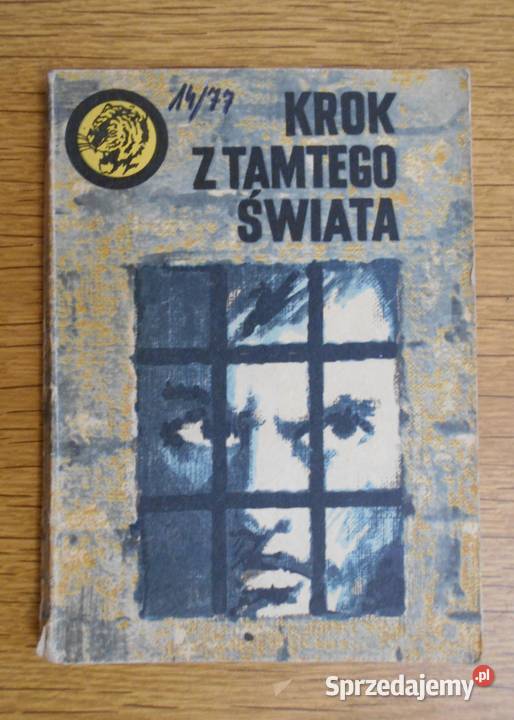 14/77
KROK
Z TAMTEGO
ŚWIATA
Sprzedajemy.pl